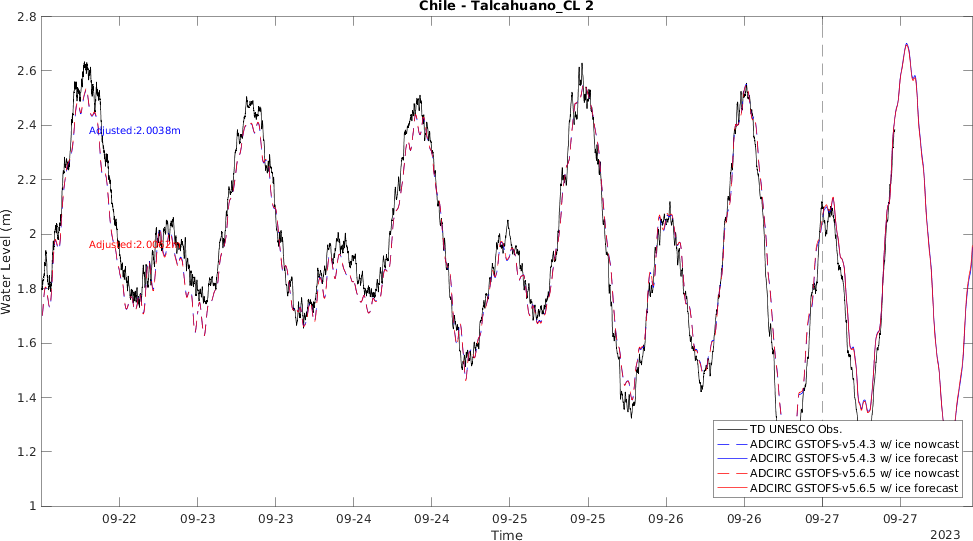 Chile - Talcahuano_CL 2
2.8
2.6
2.4
2.2
2
1.8
1.6
1.4
1.2
1
Water Level (m)
Adjusted:2.0038m
TD UNESCO Obs.
ADCIRC GSTOFS-v5.4.3 w/ ice nowcast
ADCIRC GSTOFS-v5.4.3 w/ ice forecast
ADCIRC GSTOFS-v5.6.5 w/ ice nowcast
ADCIRC GSTOFS-v5.6.5 w/ ice forecast
09-22 09-23 09-23 09-24 09-24 09-25 09-25 09-26 09-26 09-27 09-27
Time
2023